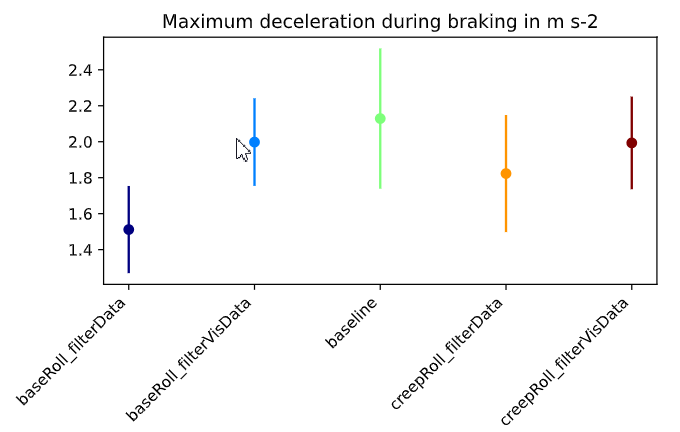 Maximum deceleration during braking in m s-2
2.4
2.2
2.0
1.8
1.6
1.4
baseRoll_filterData
baseRoll_filterVisData
baseline
creepRoll_filterData
creepRoll_filterVisData